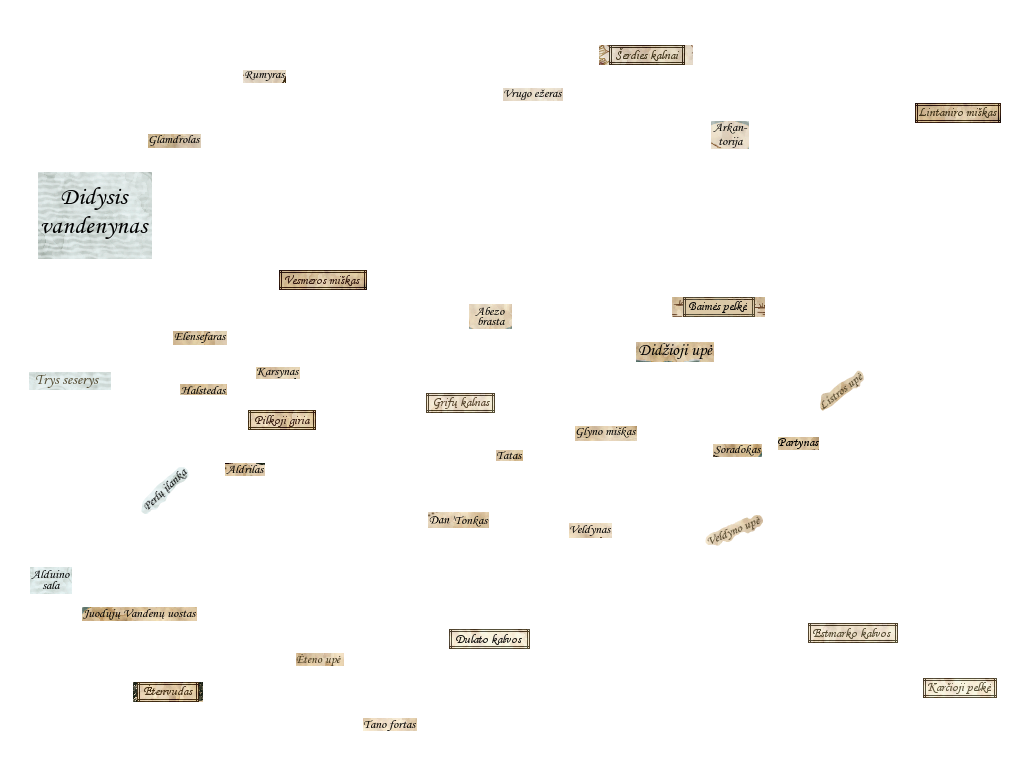 Šerdies kalnai
Rumyras
Vrugo ežeras
Lintaniro miškas
Arkan-
torija
Glamdrolas
Didysis
vandenynas
Vesmeros miškas
Baimės pelkė
Abezo
brasta
Elensefaras
Didžioji upė
Karsynas
Trys seserys
Halstedas
Listros upė
Grifų kalnas
Pilkoji giria
Glyno miškas
Partynas
Soradokas
Tatas
Aldrilas
Perlų įlanka
Dan Tonkas
Veldynas
Veldyno upė
Alduino
sala
Juodųjų Vandenų uostas
Dulato kalvos
Estmarko kalvos
Eteno upė
Etenvudas
Karčioji pelkė
Tano fortas